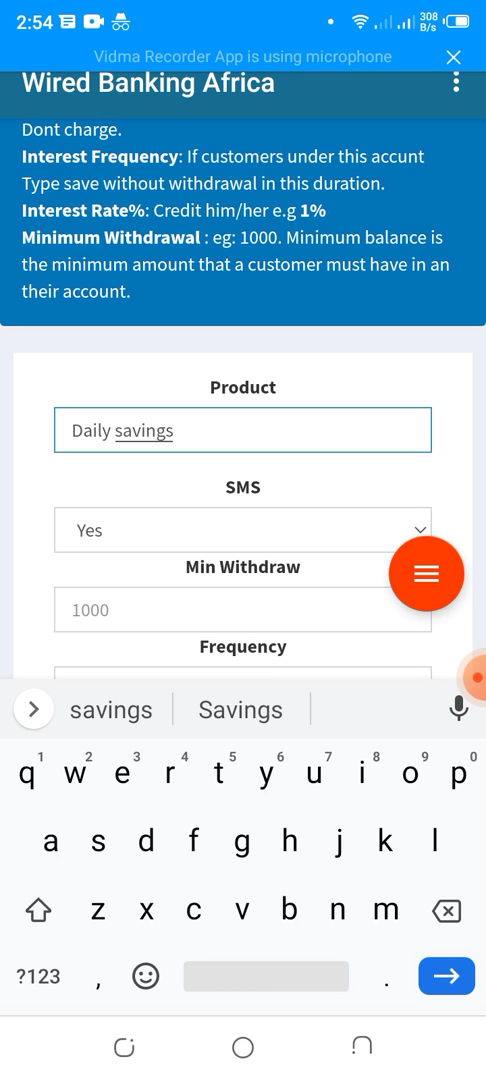 2:54
308
B/s
Vidma Recorder App is using microphone
Wired Banking Africa
Dont charge.
Interest Frequency: If customers under this accunt
Type save without withdrawal in this duration.
Interest Rate%: Credit him/her e.g 1%
Minimum Withdrawal : eg: 1000. Minimum balance is
the minimum amount that a customer must have in an
their account.
Product
Daily savings
SMS
Yes
Min Withdraw
1000
Frequency
savings Savings
1 2 3 4 5 6 7 8 9 0
q w e r t y u i o p
a s d f g h j k l
z x c v b n m
?123 , .